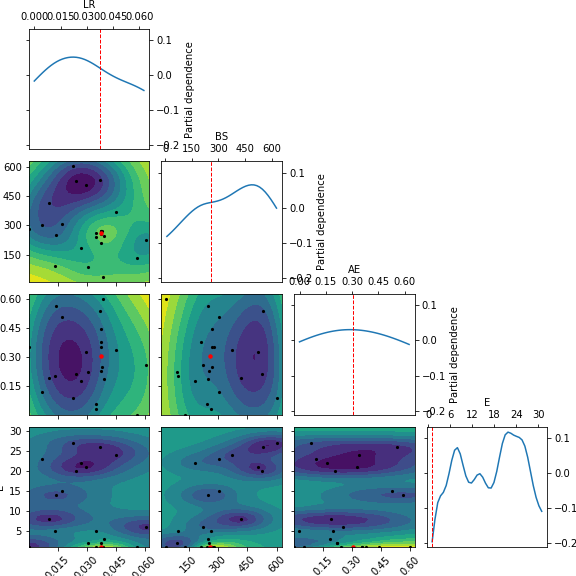 LR
0.000 0.015 0.030 0.045 0.060
0.1
0.0
−0.1
−0.2
Partial dependence
BS
0 150 300 450 600
600
450
300
150
0.1
0.0
−0.1
−0.2
Partial dependence
AE
0.00 0.15 0.30 0.45 0.60
0.60
0.45
0.30
0.15
0.1
0.0
−0.1
−0.2
Partial dependence
E
0 6 12 18 24 30
30
25
20
15
10
5
0.1
0.0
−0.1
−0.2
0.015 0.030 0.045 0.060
150 300 450 600
0.15 0.30 0.45 0.60